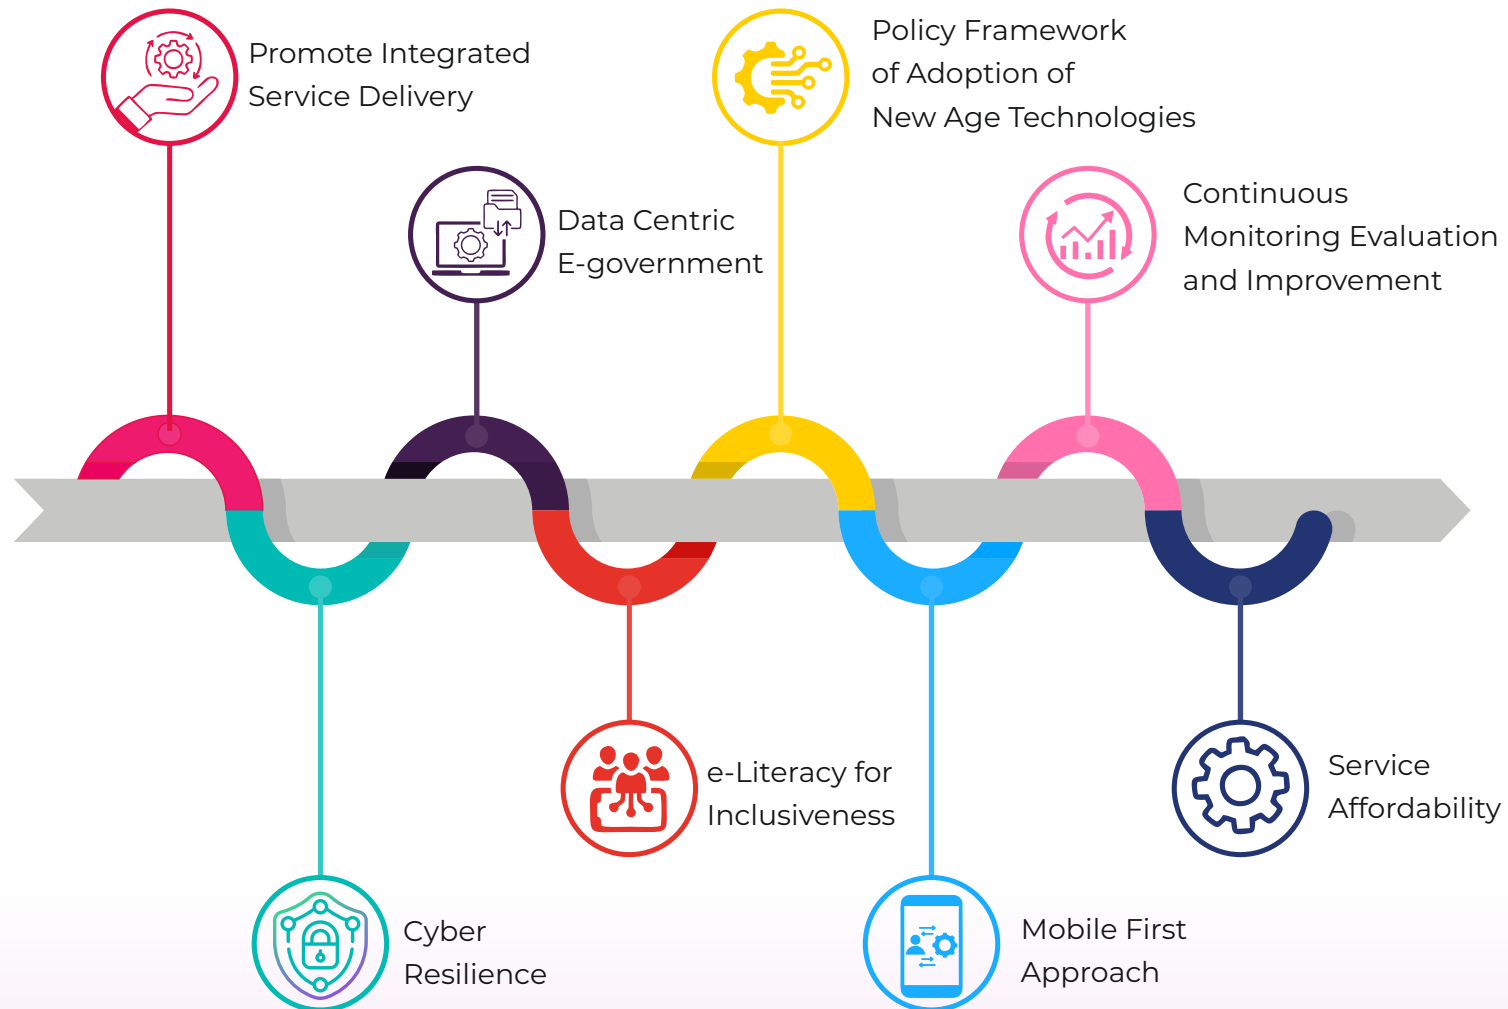 Promote Integrated
Service Delivery
Policy Framework
of Adoption of
New Age Technologies
Data Centric
E-government
Continuous
Monitoring Evaluation
and Improvement
e-Literacy for
Inclusiveness
Service
Affordability
Cyber
Resilience
Mobile First
Approach